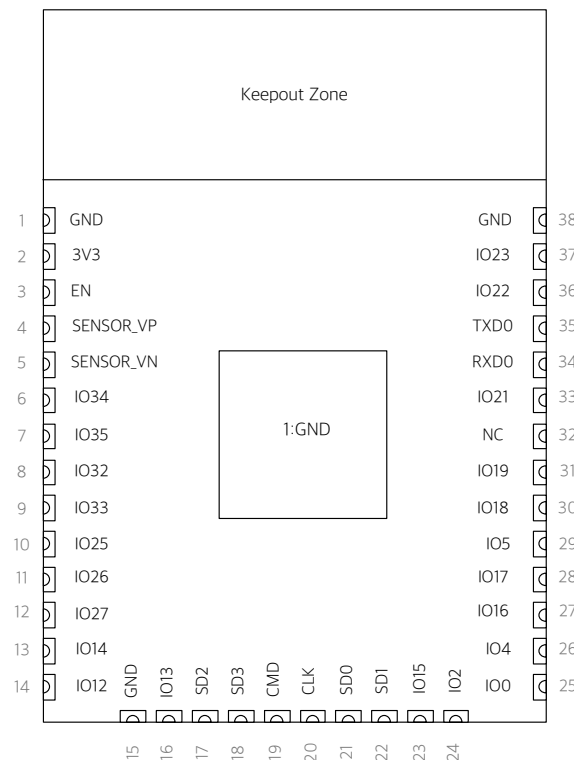 Keepout Zone
1 GND GND 38
2 3V3 IO23 37
3 EN IO22 36
4 SENSOR_VP TXD0 35
5 SENSOR_VN RXD0 34
6 IO34 IO21 33
7 IO35 1:GND NC 32
8 IO32 IO19 31
9 IO33 IO18 30
10 IO25 IO5 29
11 IO26 IO17 28
12 IO27 IO16 27
13 IO14 IO4 26
14 IO12 GND IO13 SD2 SD3 CMD CLK SD0 SD1 IO15 IO2 IO0 25
15 16 17 18 19 20 21 22 23 24